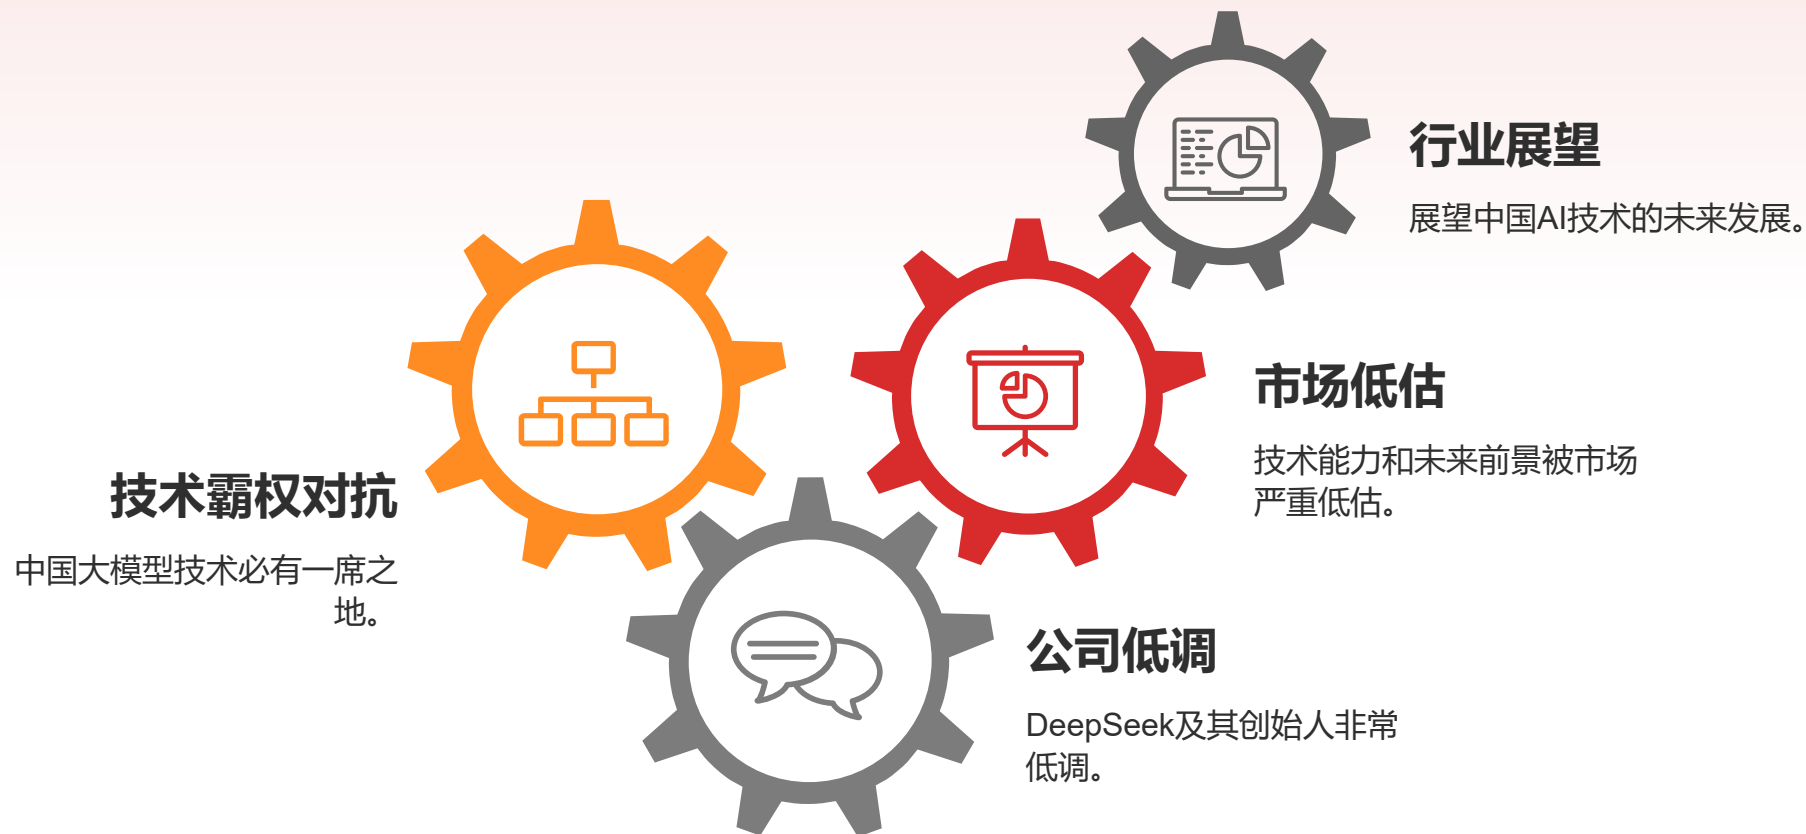 行业展望
展望中国AI技术的未来发展。
市场低估
技术能力和未来前景被市场
严重低估。
技术霸权对抗
中国大模型技术必有一席之
地。
公司低调
DeepSeek及其创始人非常
低调。